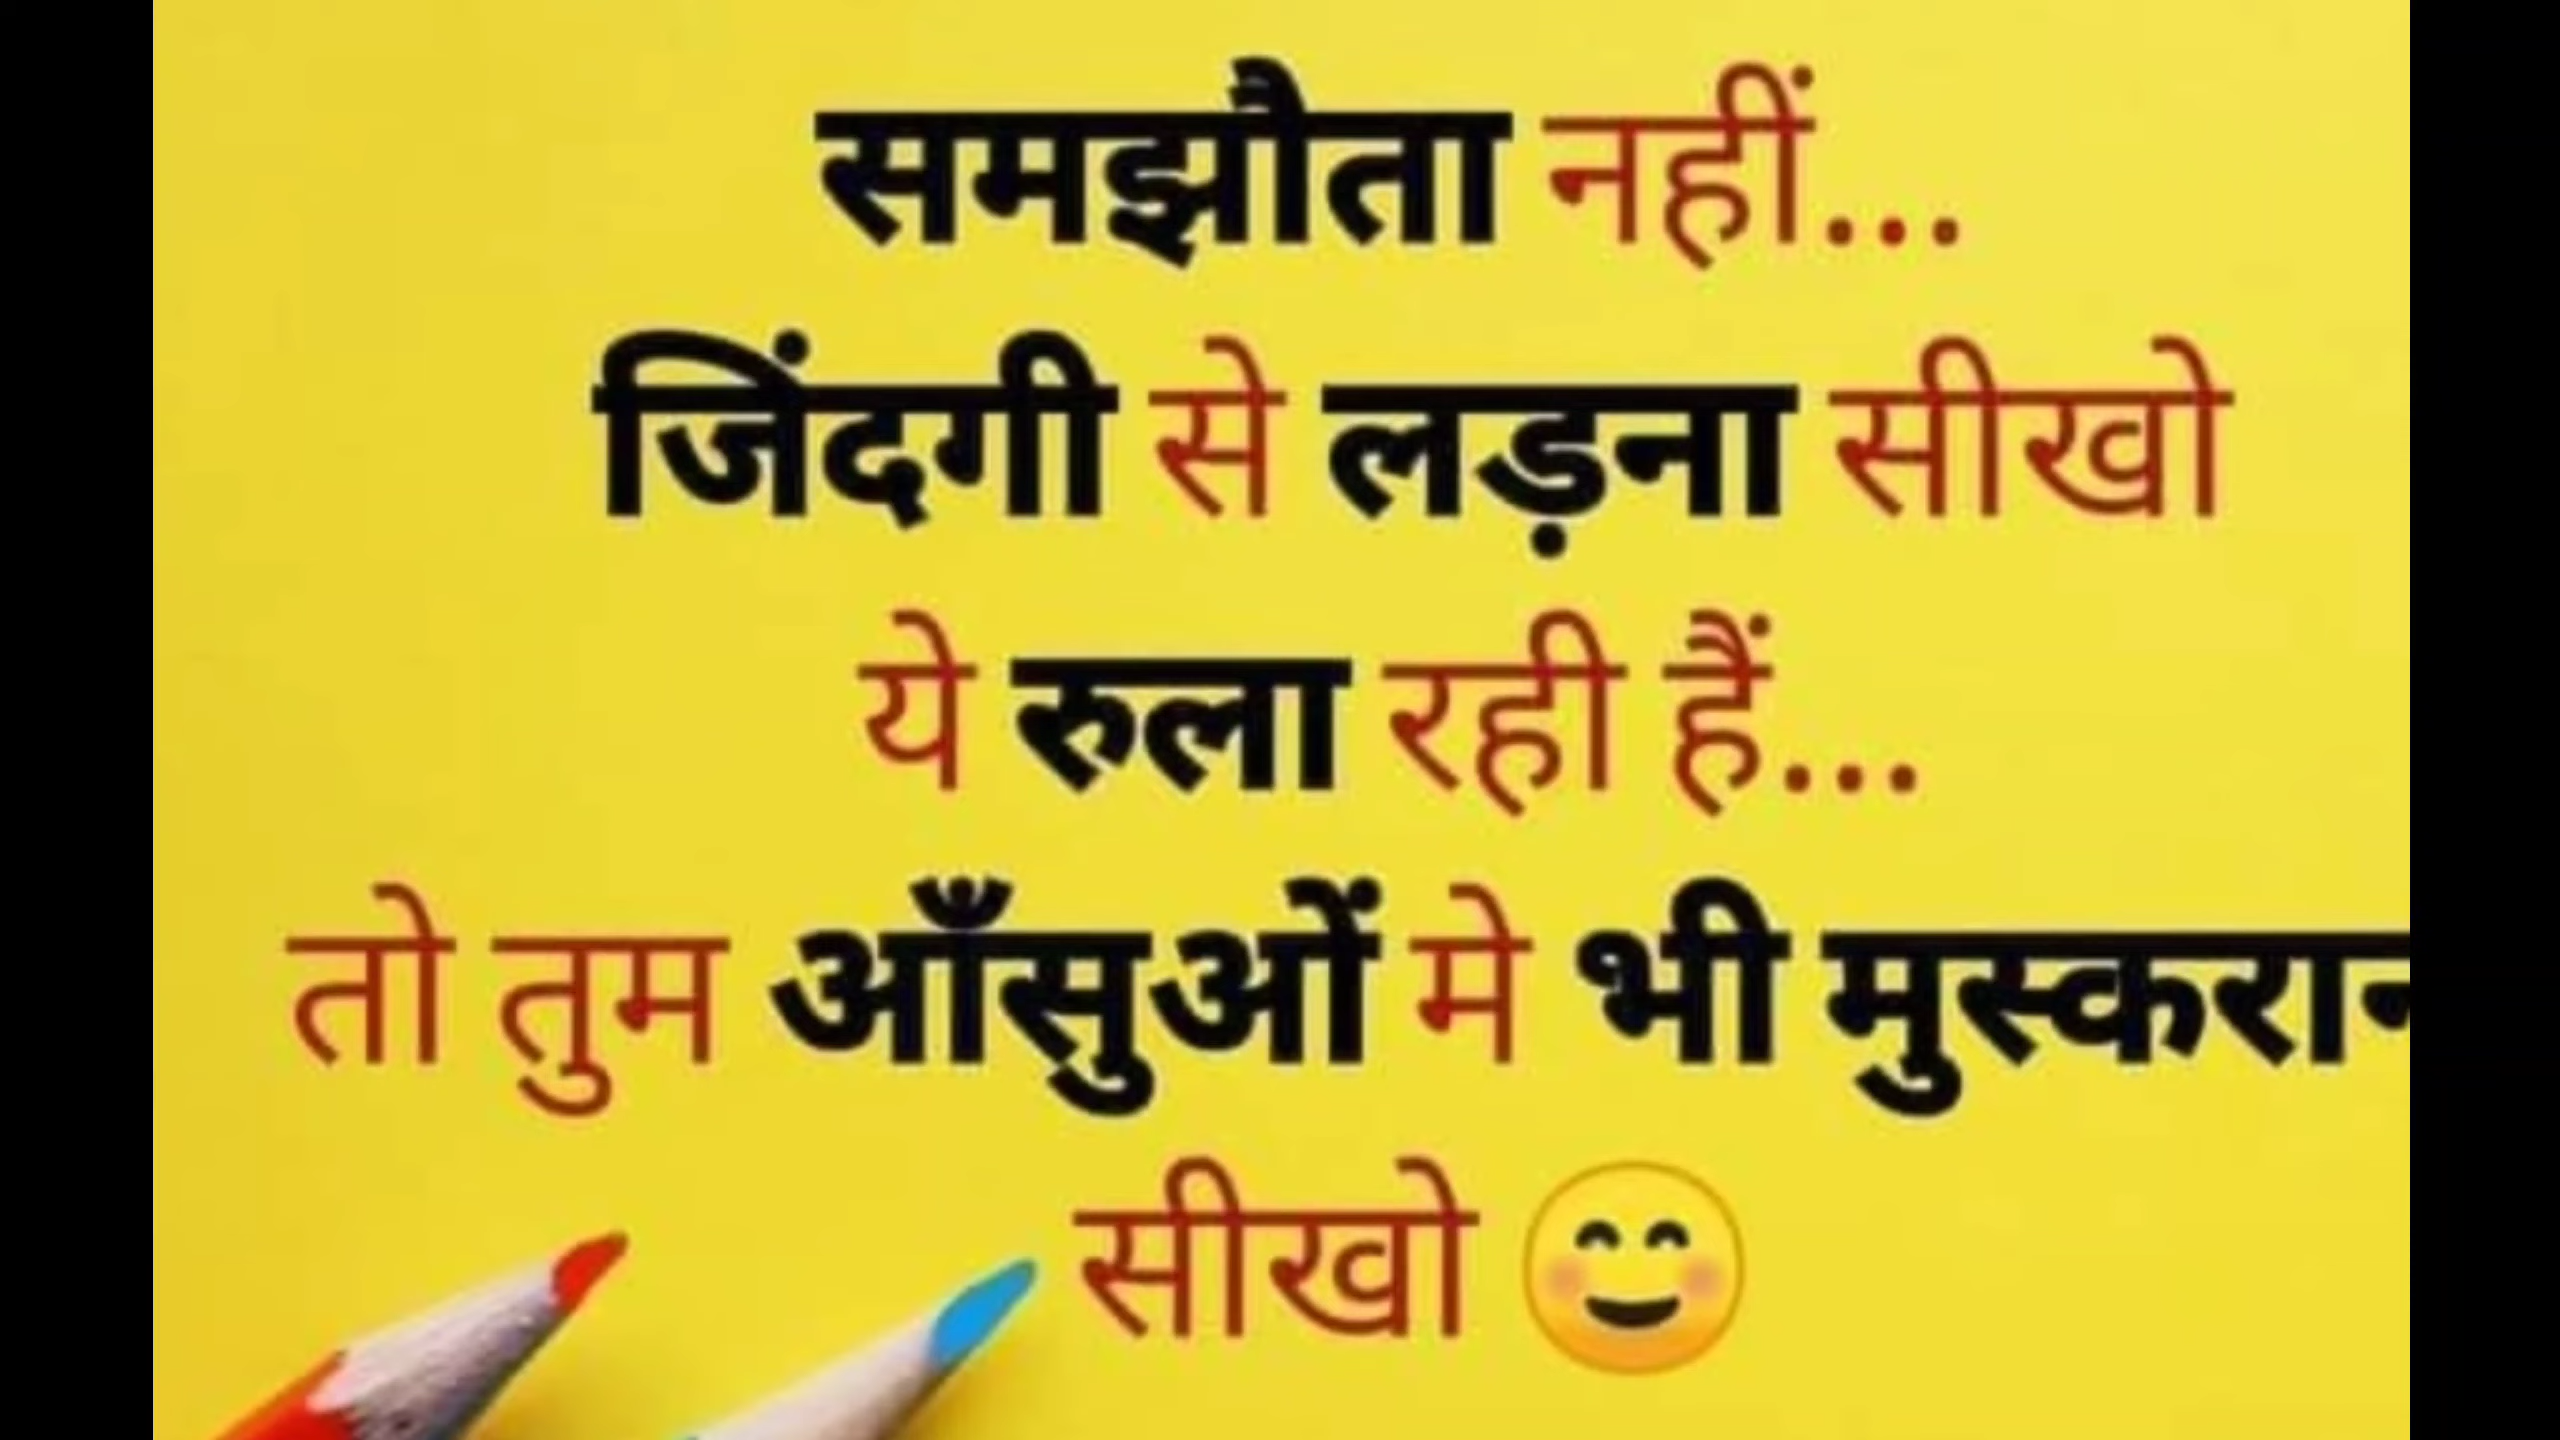 समझौता नहीं...
जिंदगी से लड़ना सीखो
ये रुला रही हैं...
तो तुम आँसुओं मे भी मुस्करान
सीखो 😊